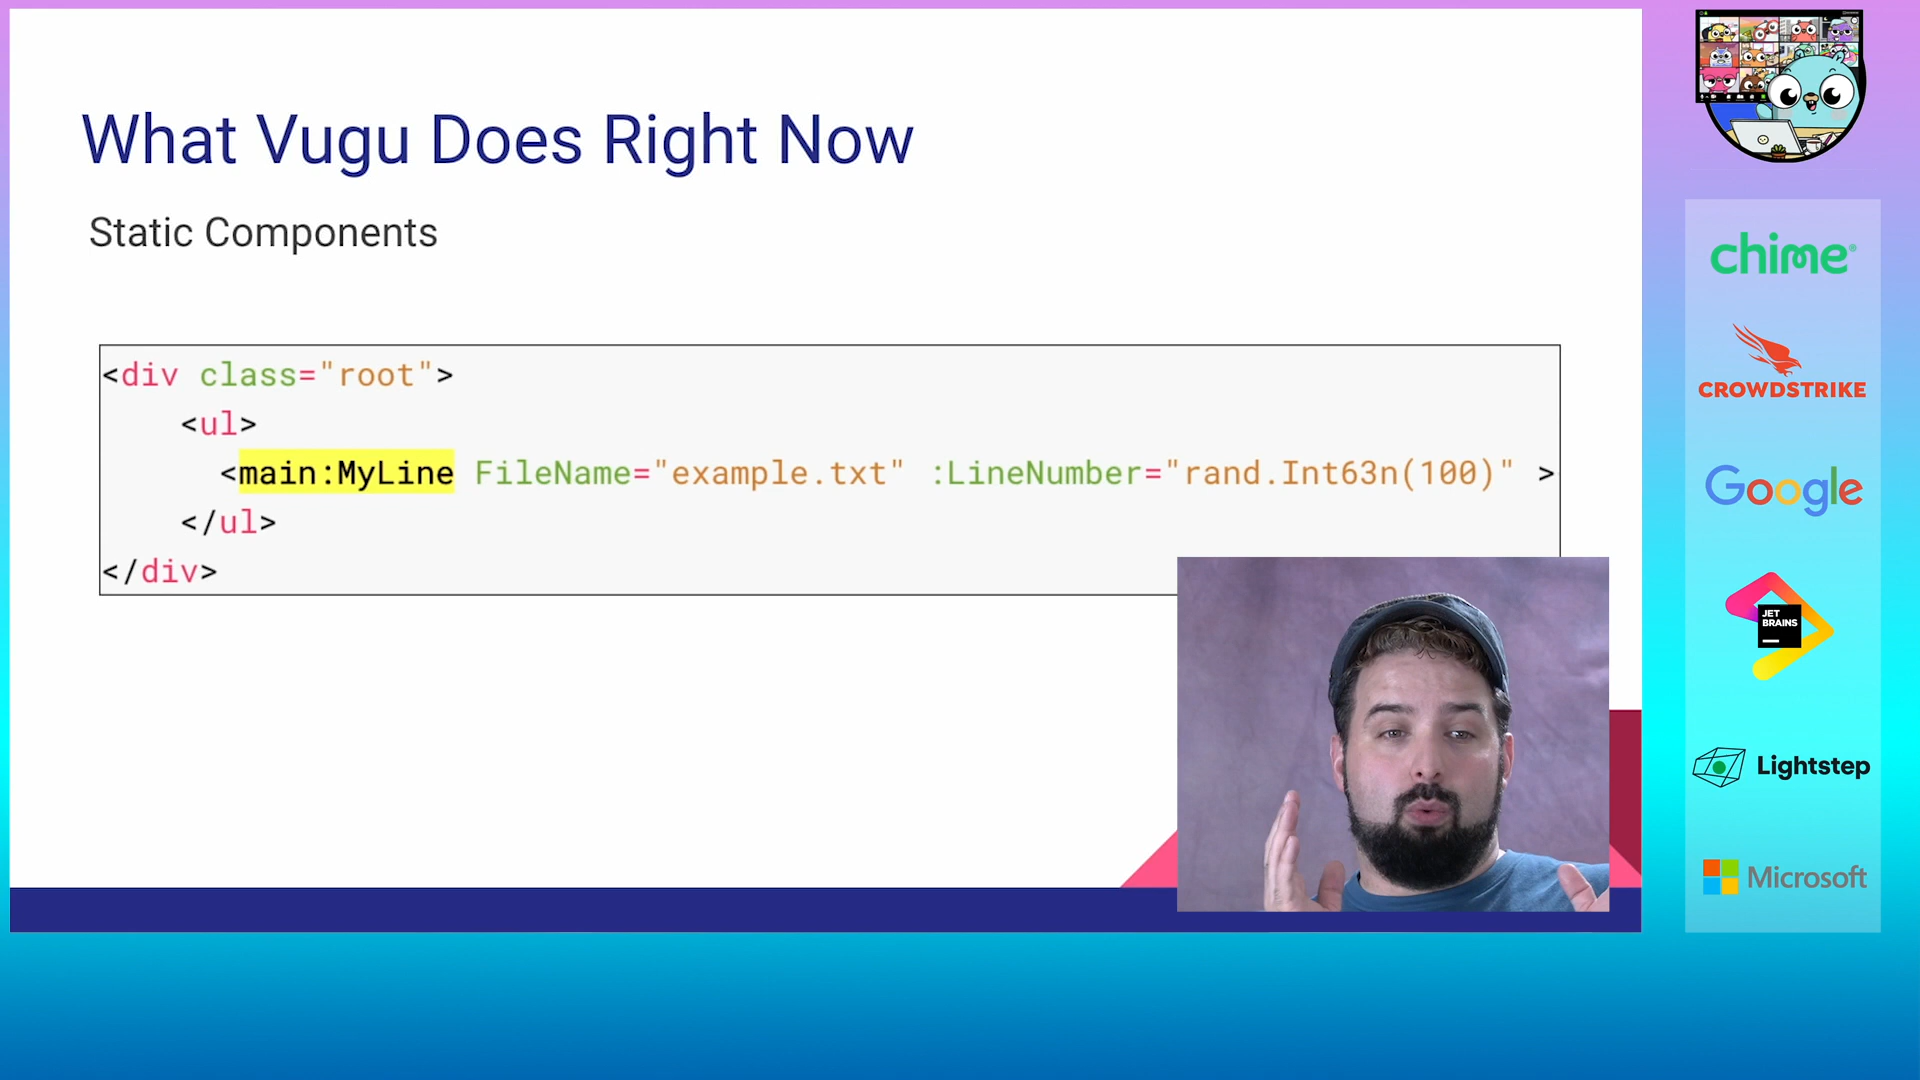 What Vugu Does Right Now
Static Components
<div class="root">
<ul>
<main:MyLine FileName="example.txt" :LineNumber="rand.Int63n(100)" >
</ul>
</div>
chime®
CROWDSTRIKE
Google
JET
BRAINS
Lightstep
Microsoft